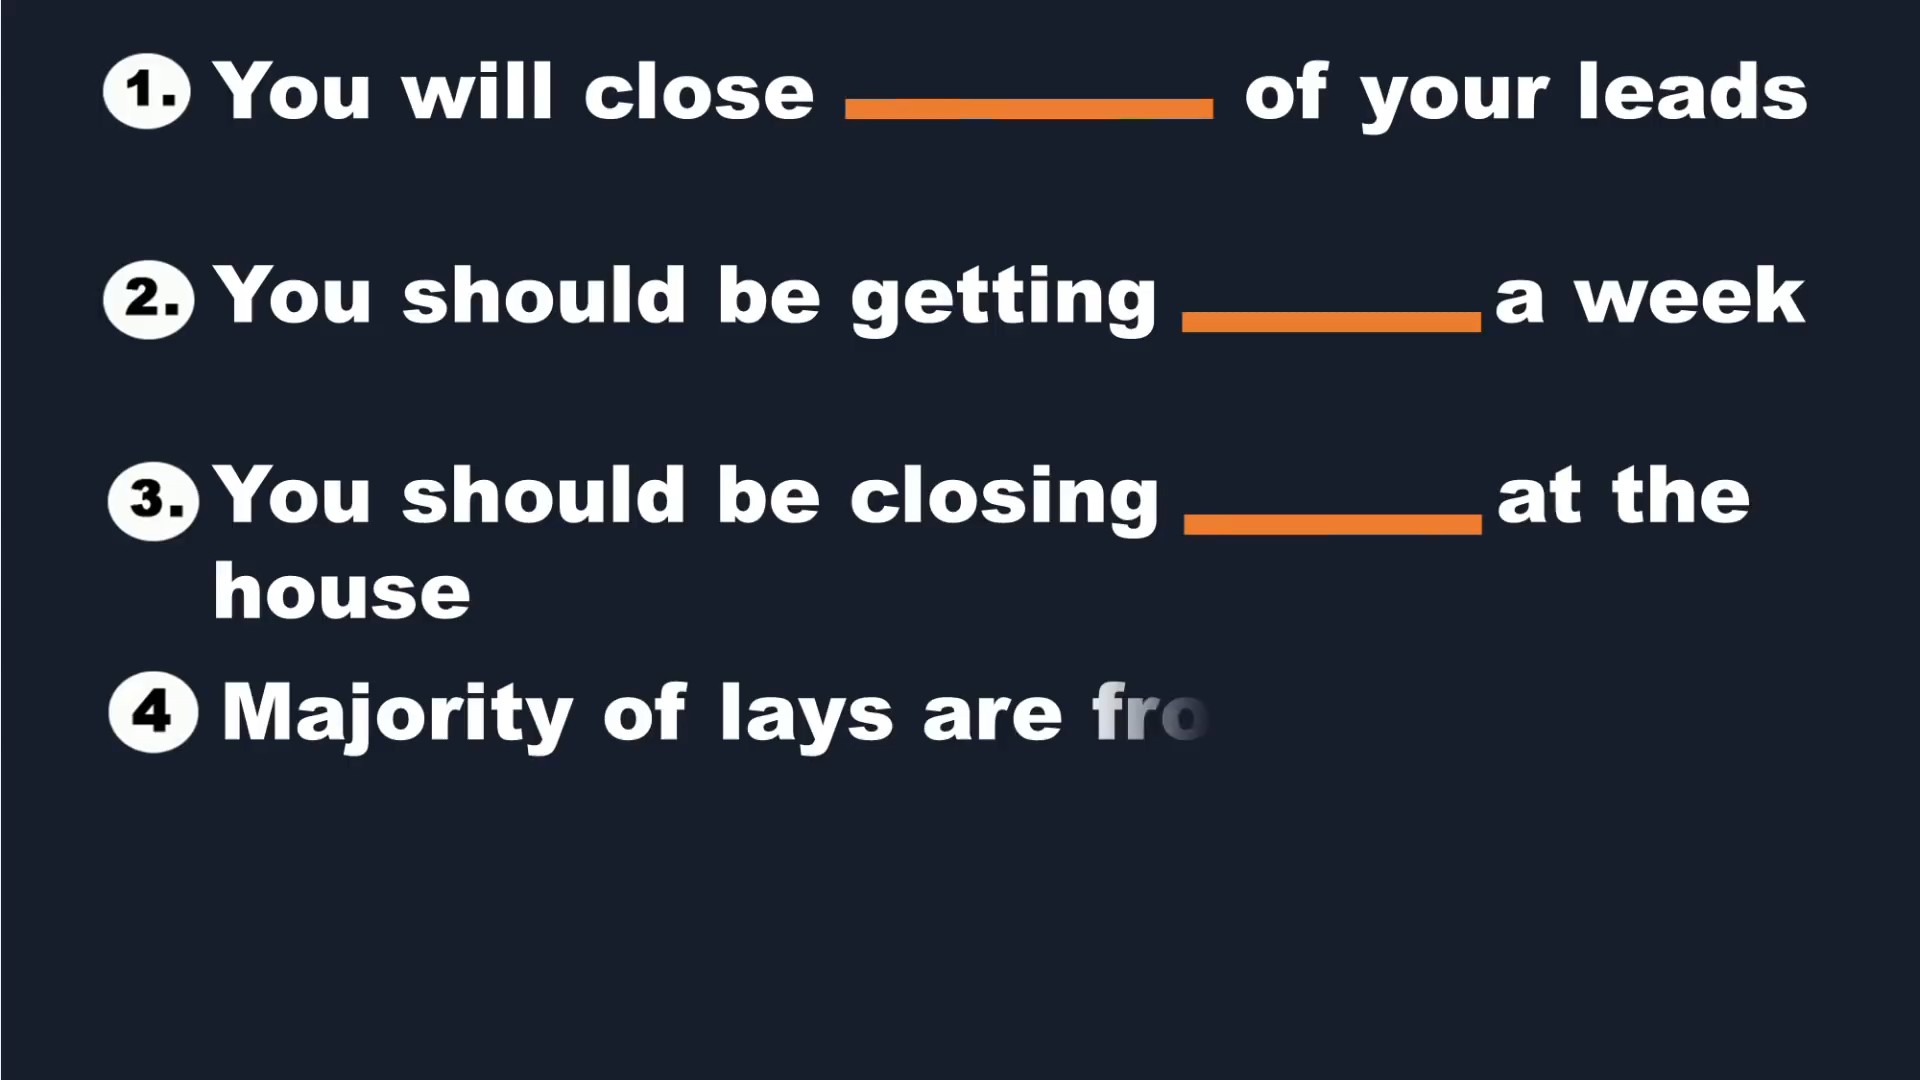 1. You will close of your leads
2. You should be getting a week
3. You should be closing at the
house
4 Majority of lays are fro